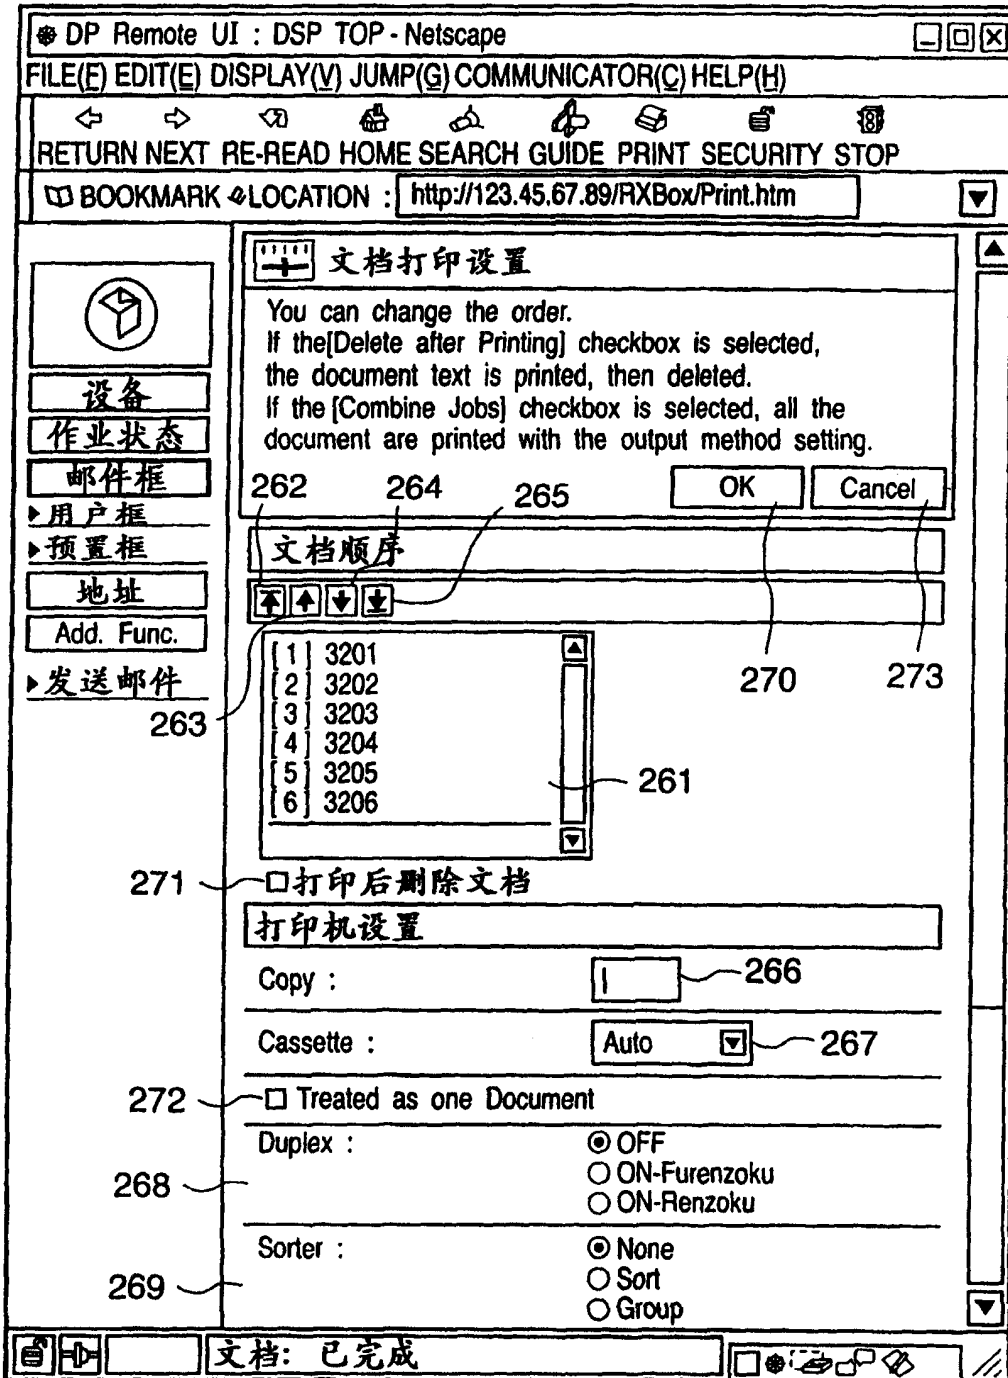 DP Remote UI : DSP TOP - Netscape
FILE(F) EDIT(E) DISPLAY(V) JUMP(G) COMMUNICATOR(C) HELP(H)
RETURN NEXT RE-READ HOME SEARCH GUIDE PRINT SECURITY STOP
BOOKMARK LOCATION : http://123.45.67.89/RXBox/Print.htm
文档打印设置
You can change the order.
If the[Delete after Printing] checkbox is selected,
the document text is printed, then deleted.
If the [Combine Jobs] checkbox is selected, all the
document are printed with the output method setting.
设备
作业状态
邮件框
用户框
预置框
地址
Add. Func.
发送邮件
262 264 265 OK Cancel
文档顺序
270 273
263
[1] 3201
[2] 3202
[3] 3203
[4] 3204
[5] 3205
[6] 3206
261
271 打印后删除文档
打印机设置
Copy : 266
Cassette : Auto 267
272 Treated as one Document
Duplex : OFF
ON-Furenzoku
ON-Renzoku
268
Sorter : None
Sort
Group
269
文档: 已完成